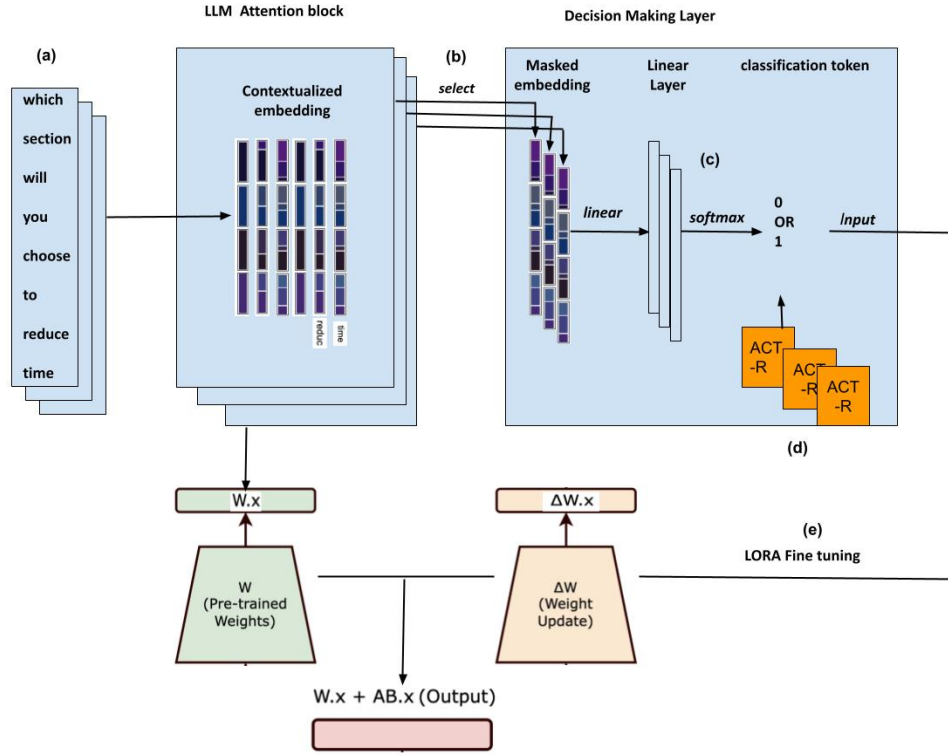 LLM Attention block
Decision Making Layer
(a)
(b)
which
section
will
you
choose
to
reduce
time
Contextualized
embedding
reduc
time
select
Masked
embedding
Linear
Layer
classification token
(c)
linear
softmax
0
OR
1
Input
ACT
-R
ACT
-R
ACT
-R
(d)
W.x
ΔW.x
(e)
LORA Fine tuning
W
(Pre-trained
Weights)
ΔW
(Weight
Update)
W.x + AB.x (Output)